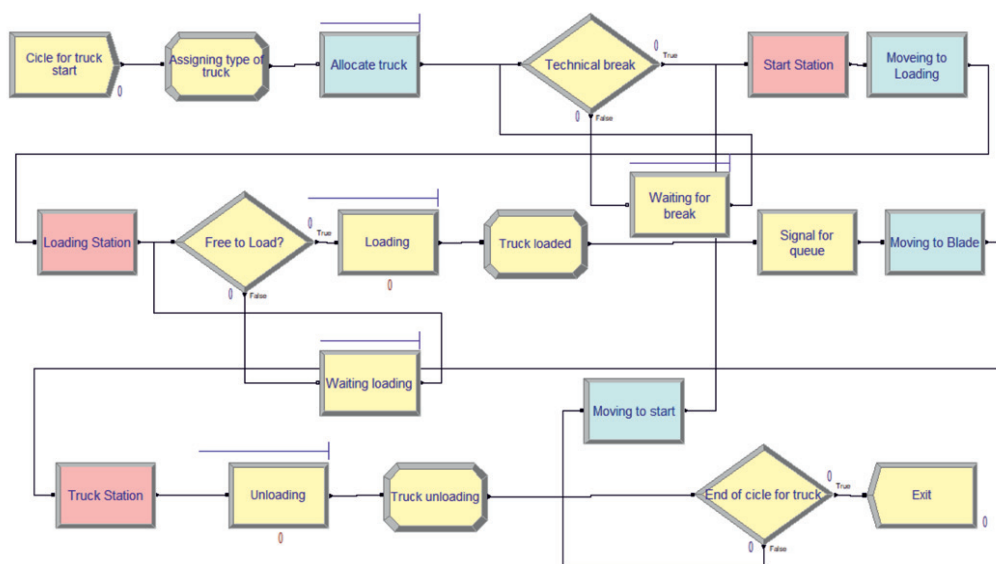 Cicle for truck
start
0
Assigning type of
truck
Allocate truck
Technical break
0
True
0
False
Start Station
Moveing to
Loading
Waiting for
break
Loading Station
Free to Load?
0
True
0
False
Loading
0
Truck loaded
Signal for
queue
Moving to Blade
Waiting loading
Moving to start
Truck Station
Unloading
0
Truck unloading
End of cicle for truck
0
True
0
False
Exit
0